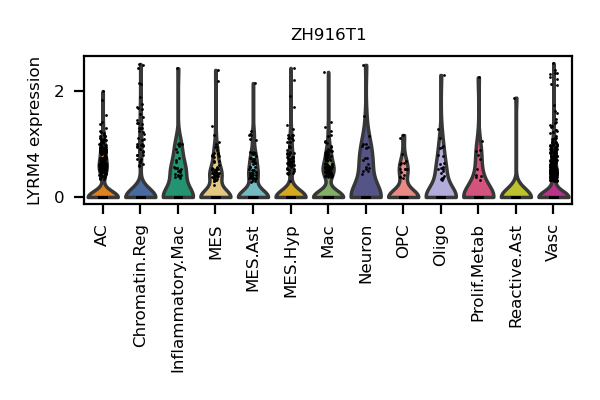 ZH916T1
LYRM4 expression
2
0
AC
Chromatin.Reg
Inflammatory.Mac
MES
MES.Ast
MES.Hyp
Mac
Neuron
OPC
Oligo
Prolif.Metab
Reactive.Ast
Vasc